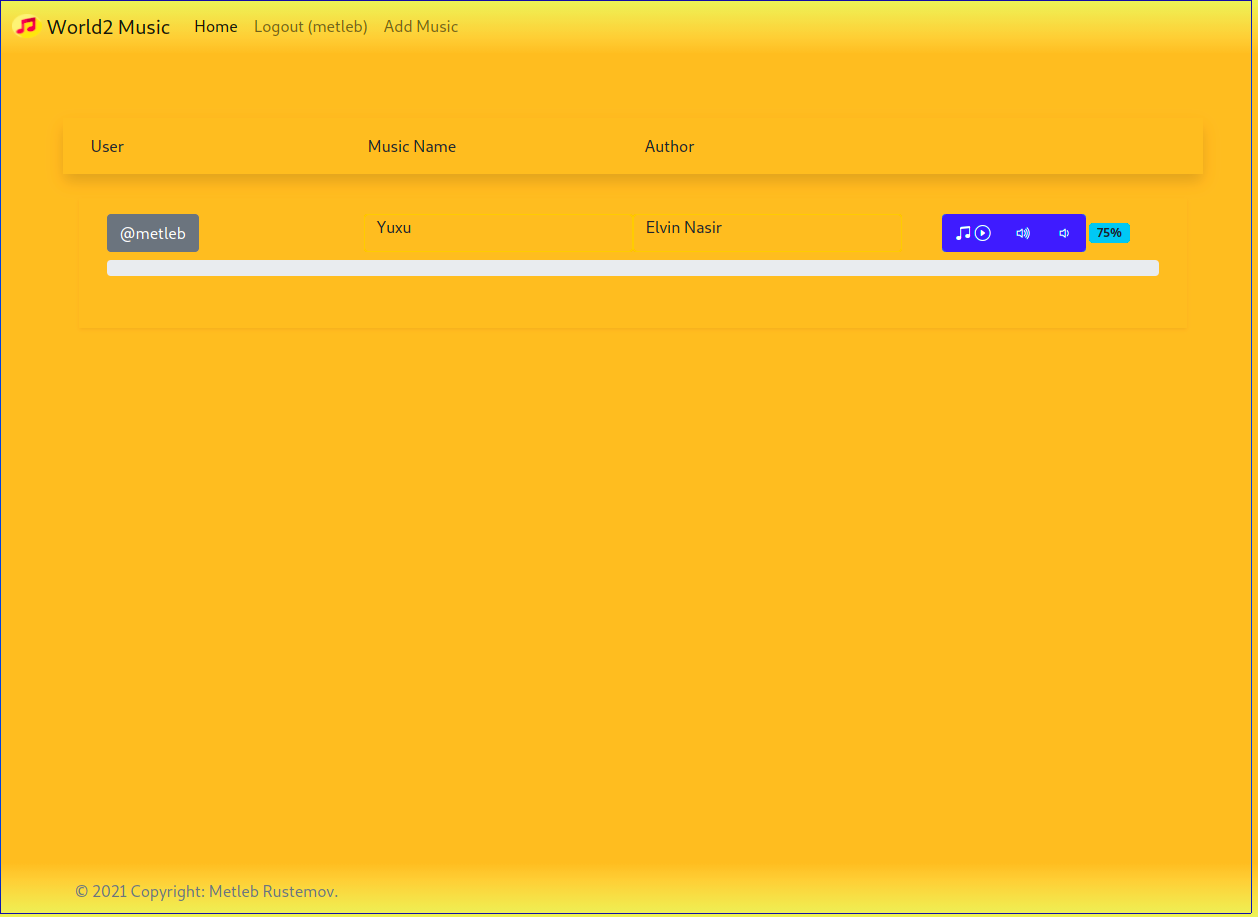 World2 Music Home Logout (metleb) Add Music
User Music Name Author
@metleb Yuxu Elvin Nasir 75%
© 2021 Copyright: Metleb Rustemov.